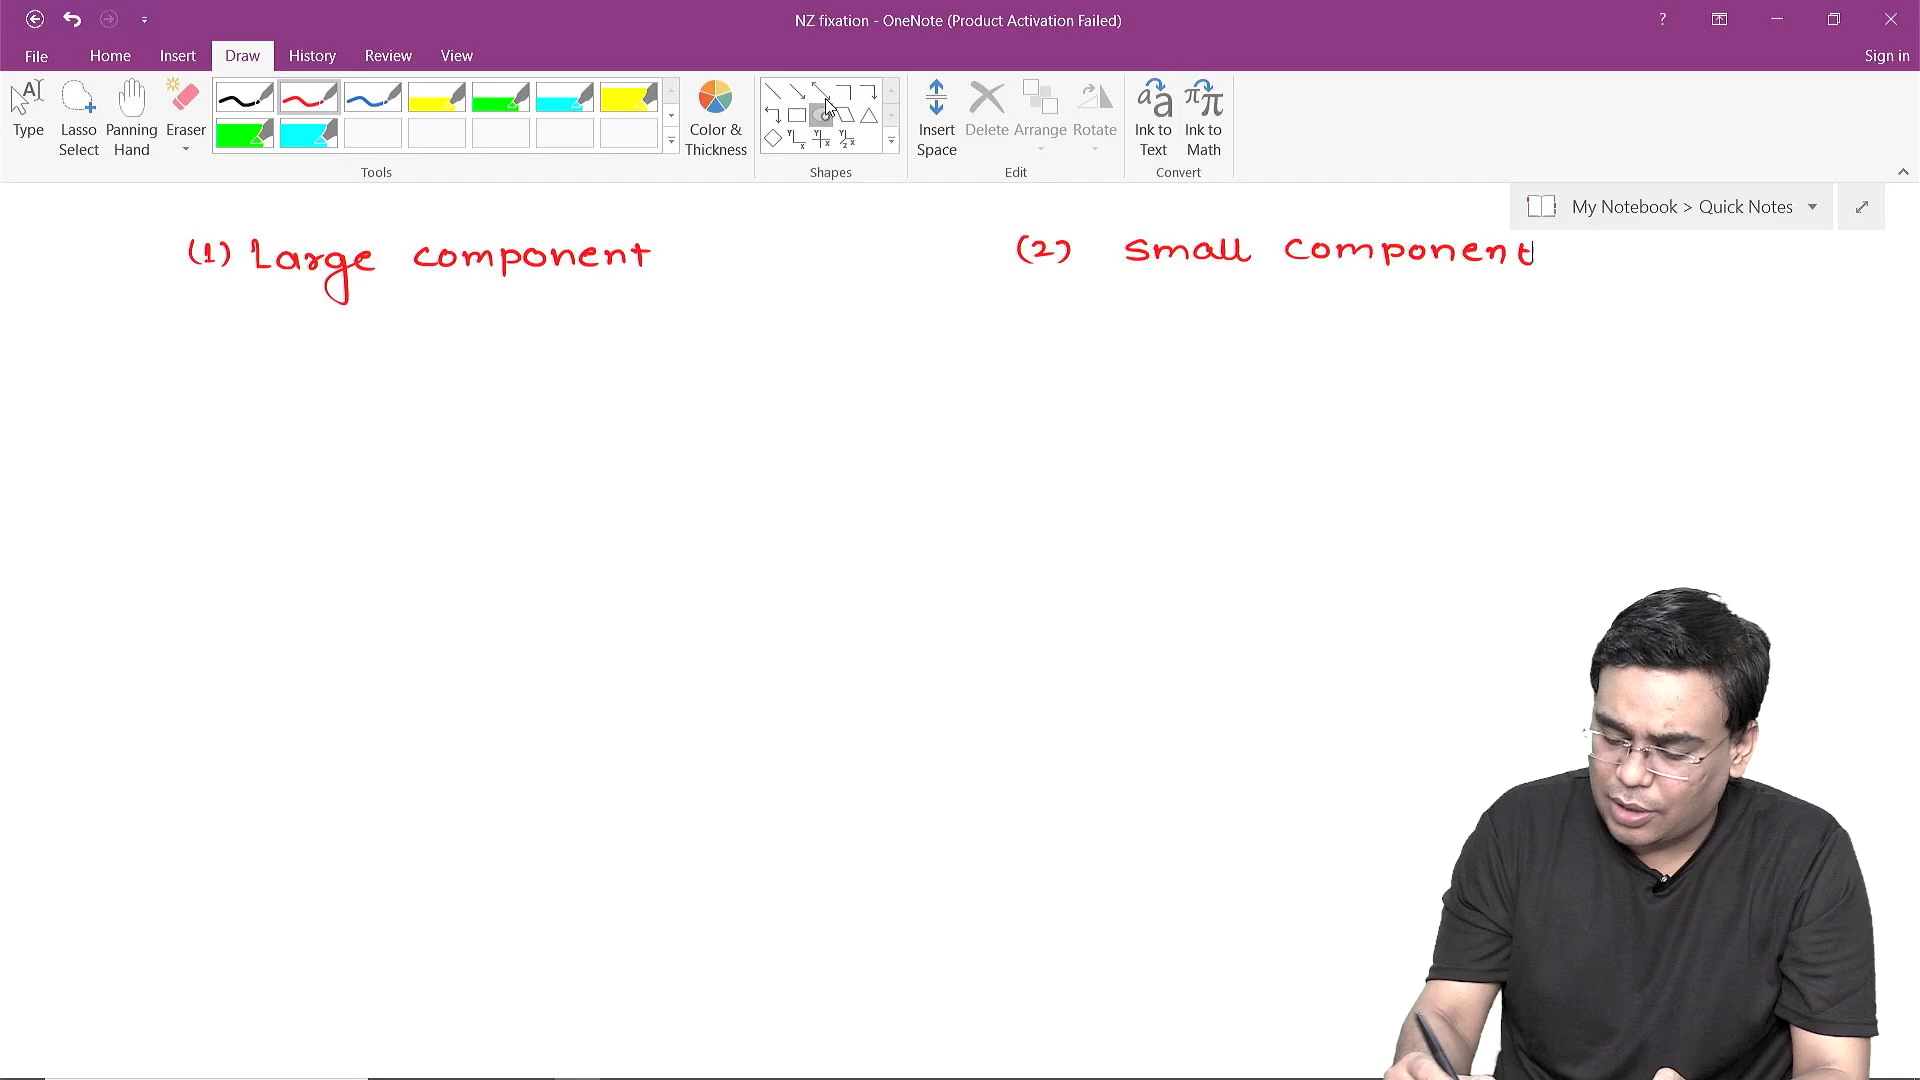 NZ fixation - OneNote (Product Activation Failed)
?
File Home Insert Draw History Review View Sign in
Type
Lasso Select
Panning Hand
Eraser
Color & Thickness
Insert Space
Delete
Arrange
Rotate
Ink to Text
Ink to Math
Tools Shapes Edit Convert
My Notebook > Quick Notes
(1) Large component
(2) Small Component